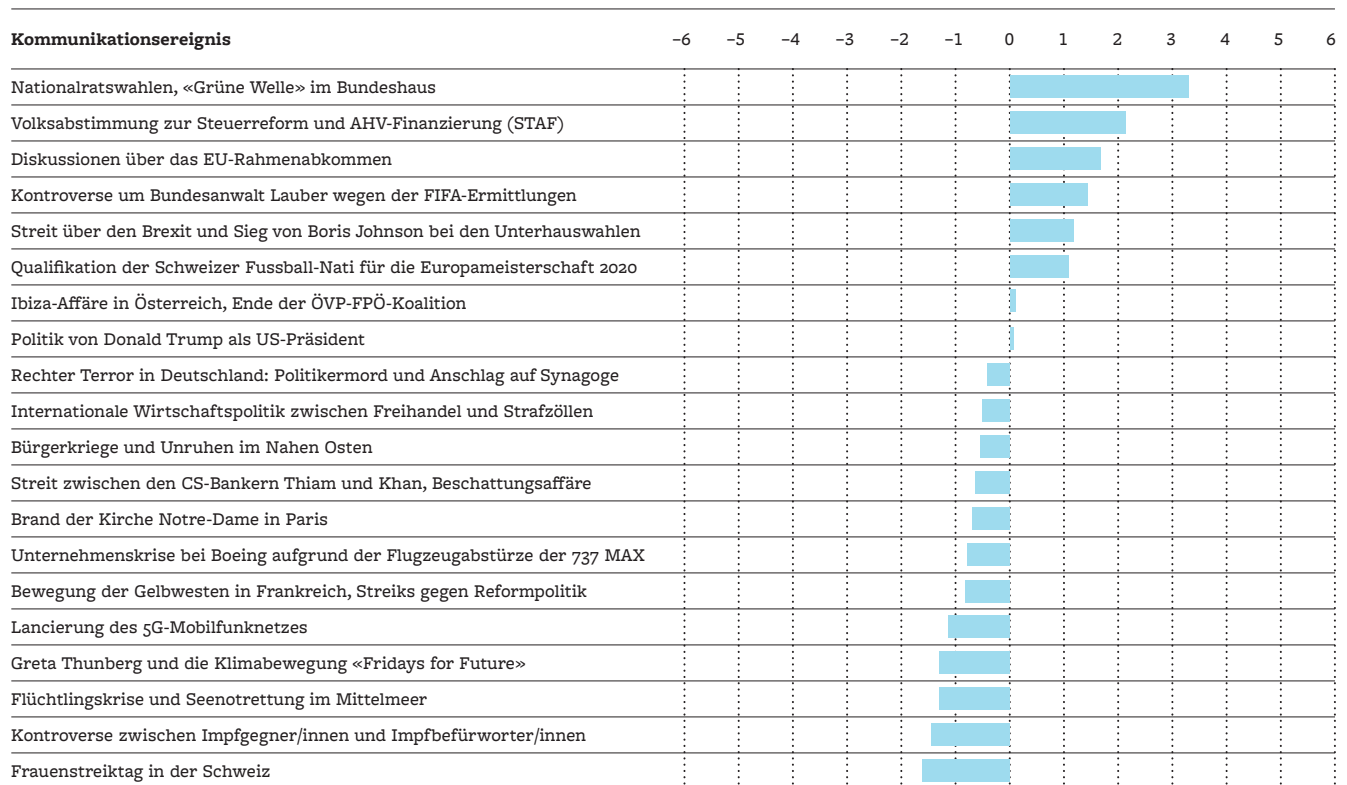 Kommunikationsereignis −6 −5 −4 −3 −2 −1 0 1 2 3 4 5 6
Nationalratswahlen, «Grüne Welle» im Bundeshaus
Volksabstimmung zur Steuerreform und AHV-Finanzierung (STAF)
Diskussionen über das EU-Rahmenabkommen
Kontroverse um Bundesanwalt Lauber wegen der FIFA-Ermittlungen
Streit über den Brexit und Sieg von Boris Johnson bei den Unterhauswahlen
Qualifikation der Schweizer Fussball-Nati für die Europameisterschaft 2020
Ibiza-Affäre in Österreich, Ende der ÖVP-FPÖ-Koalition
Politik von Donald Trump als US-Präsident
Rechter Terror in Deutschland: Politikermord und Anschlag auf Synagoge
Internationale Wirtschaftspolitik zwischen Freihandel und Strafzöllen
Bürgerkriege und Unruhen im Nahen Osten
Streit zwischen den CS-Bankern Thiam und Khan, Beschattungsaffäre
Brand der Kirche Notre-Dame in Paris
Unternehmenskrise bei Boeing aufgrund der Flugzeugabstürze der 737 MAX
Bewegung der Gelbwesten in Frankreich, Streiks gegen Reformpolitik
Lancierung des 5G-Mobilfunknetzes
Greta Thunberg und die Klimabewegung «Fridays for Future»
Flüchtlingskrise und Seenotrettung im Mittelmeer
Kontroverse zwischen Impfgegner/innen und Impfbefürworter/innen
Frauenstreiktag in der Schweiz